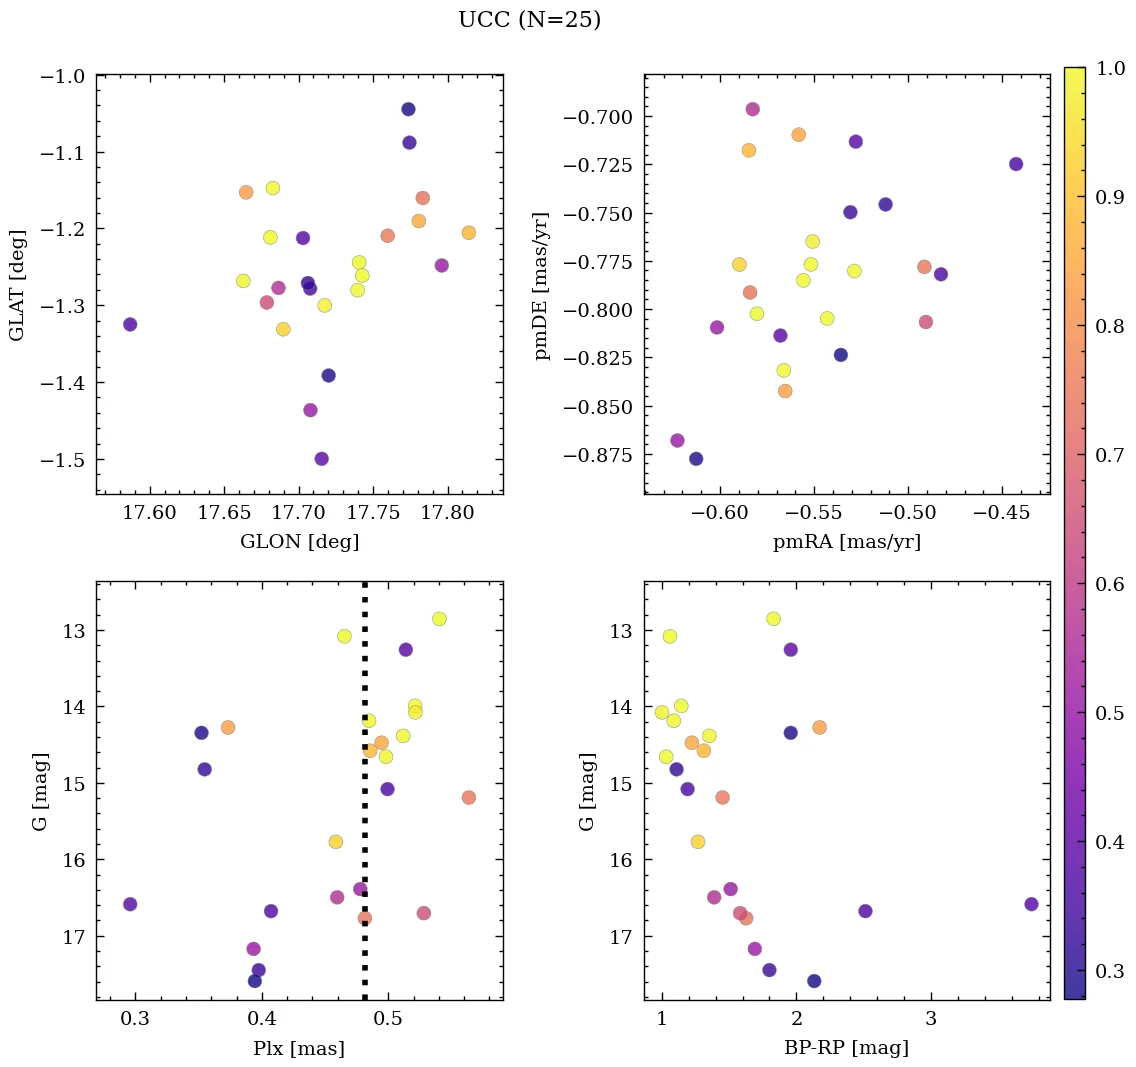 UCC (N=25)
−1.0
−1.1
−1.2
−1.3
−1.4
−1.5
GLAT [deg]
17.60 17.65 17.70 17.75 17.80
GLON [deg]
−0.700
−0.725
−0.750
−0.775
−0.800
−0.825
−0.850
−0.875
pmDE [mas/yr]
−0.60 −0.55 −0.50 −0.45
pmRA [mas/yr]
13
14
15
16
17
G [mag]
0.3 0.4 0.5
Plx [mas]
13
14
15
16
17
G [mag]
1 2 3
BP-RP [mag]
1.0
0.9
0.8
0.7
0.6
0.5
0.4
0.3